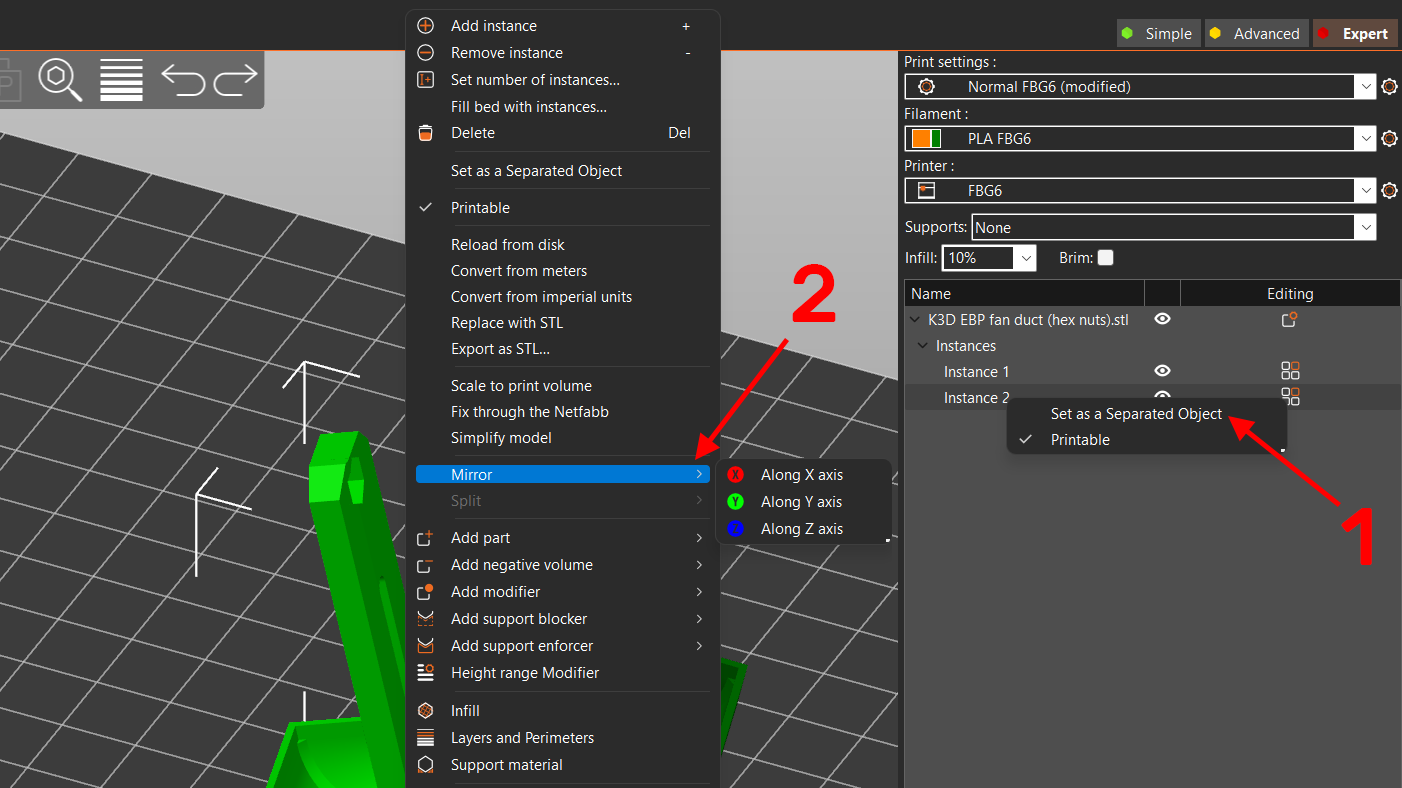 Add instance +
Remove instance -
Set number of instances...
Fill bed with instances...
Delete Del
Set as a Separated Object
Printable
Reload from disk
Convert from meters
Convert from imperial units
Replace with STL
Export as STL...
Scale to print volume
Fix through the Netfabb
Simplify model
Mirror
Split
Add part
Add negative volume
Add modifier
Add support blocker
Add support enforcer
Height range Modifier
Infill
Layers and Perimeters
Support material
X Along X axis
Y Along Y axis
Z Along Z axis
2
Simple Advanced Expert
Print settings :
Normal FBG6 (modified)
Filament :
PLA FBG6
Printer :
FBG6
Supports: None
Infill: 10% Brim:
Name Editing
K3D EBP fan duct (hex nuts).stl
Instances
Instance 1
Instance 2
Set as a Separated Object
Printable
1
P